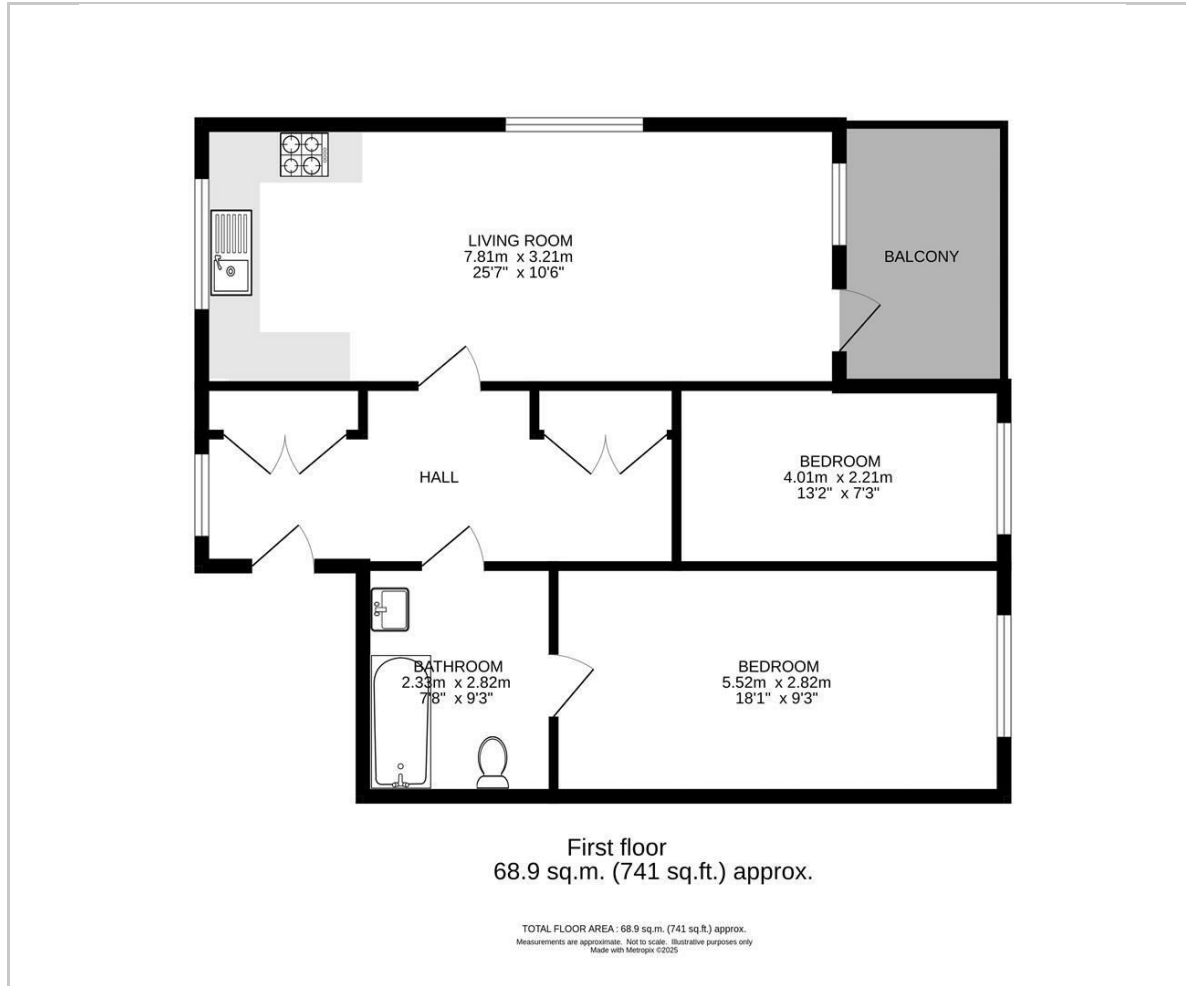 LIVING ROOM
7.81m x 3.21m
25'7" x 10'6"
BALCONY
HALL
BEDROOM
4.01m x 2.21m
13'2" x 7'3"
BATHROOM
2.33m x 2.82m
7'8" x 9'3"
BEDROOM
5.52m x 2.82m
18'1" x 9'3"
First floor
68.9 sq.m. (741 sq.ft.) approx.
TOTAL FLOOR AREA : 68.9 sq.m. (741 sq.ft.) approx.
Measurements are approximate. Not to scale. Illustrative purposes only
Made with Metropix ©2025